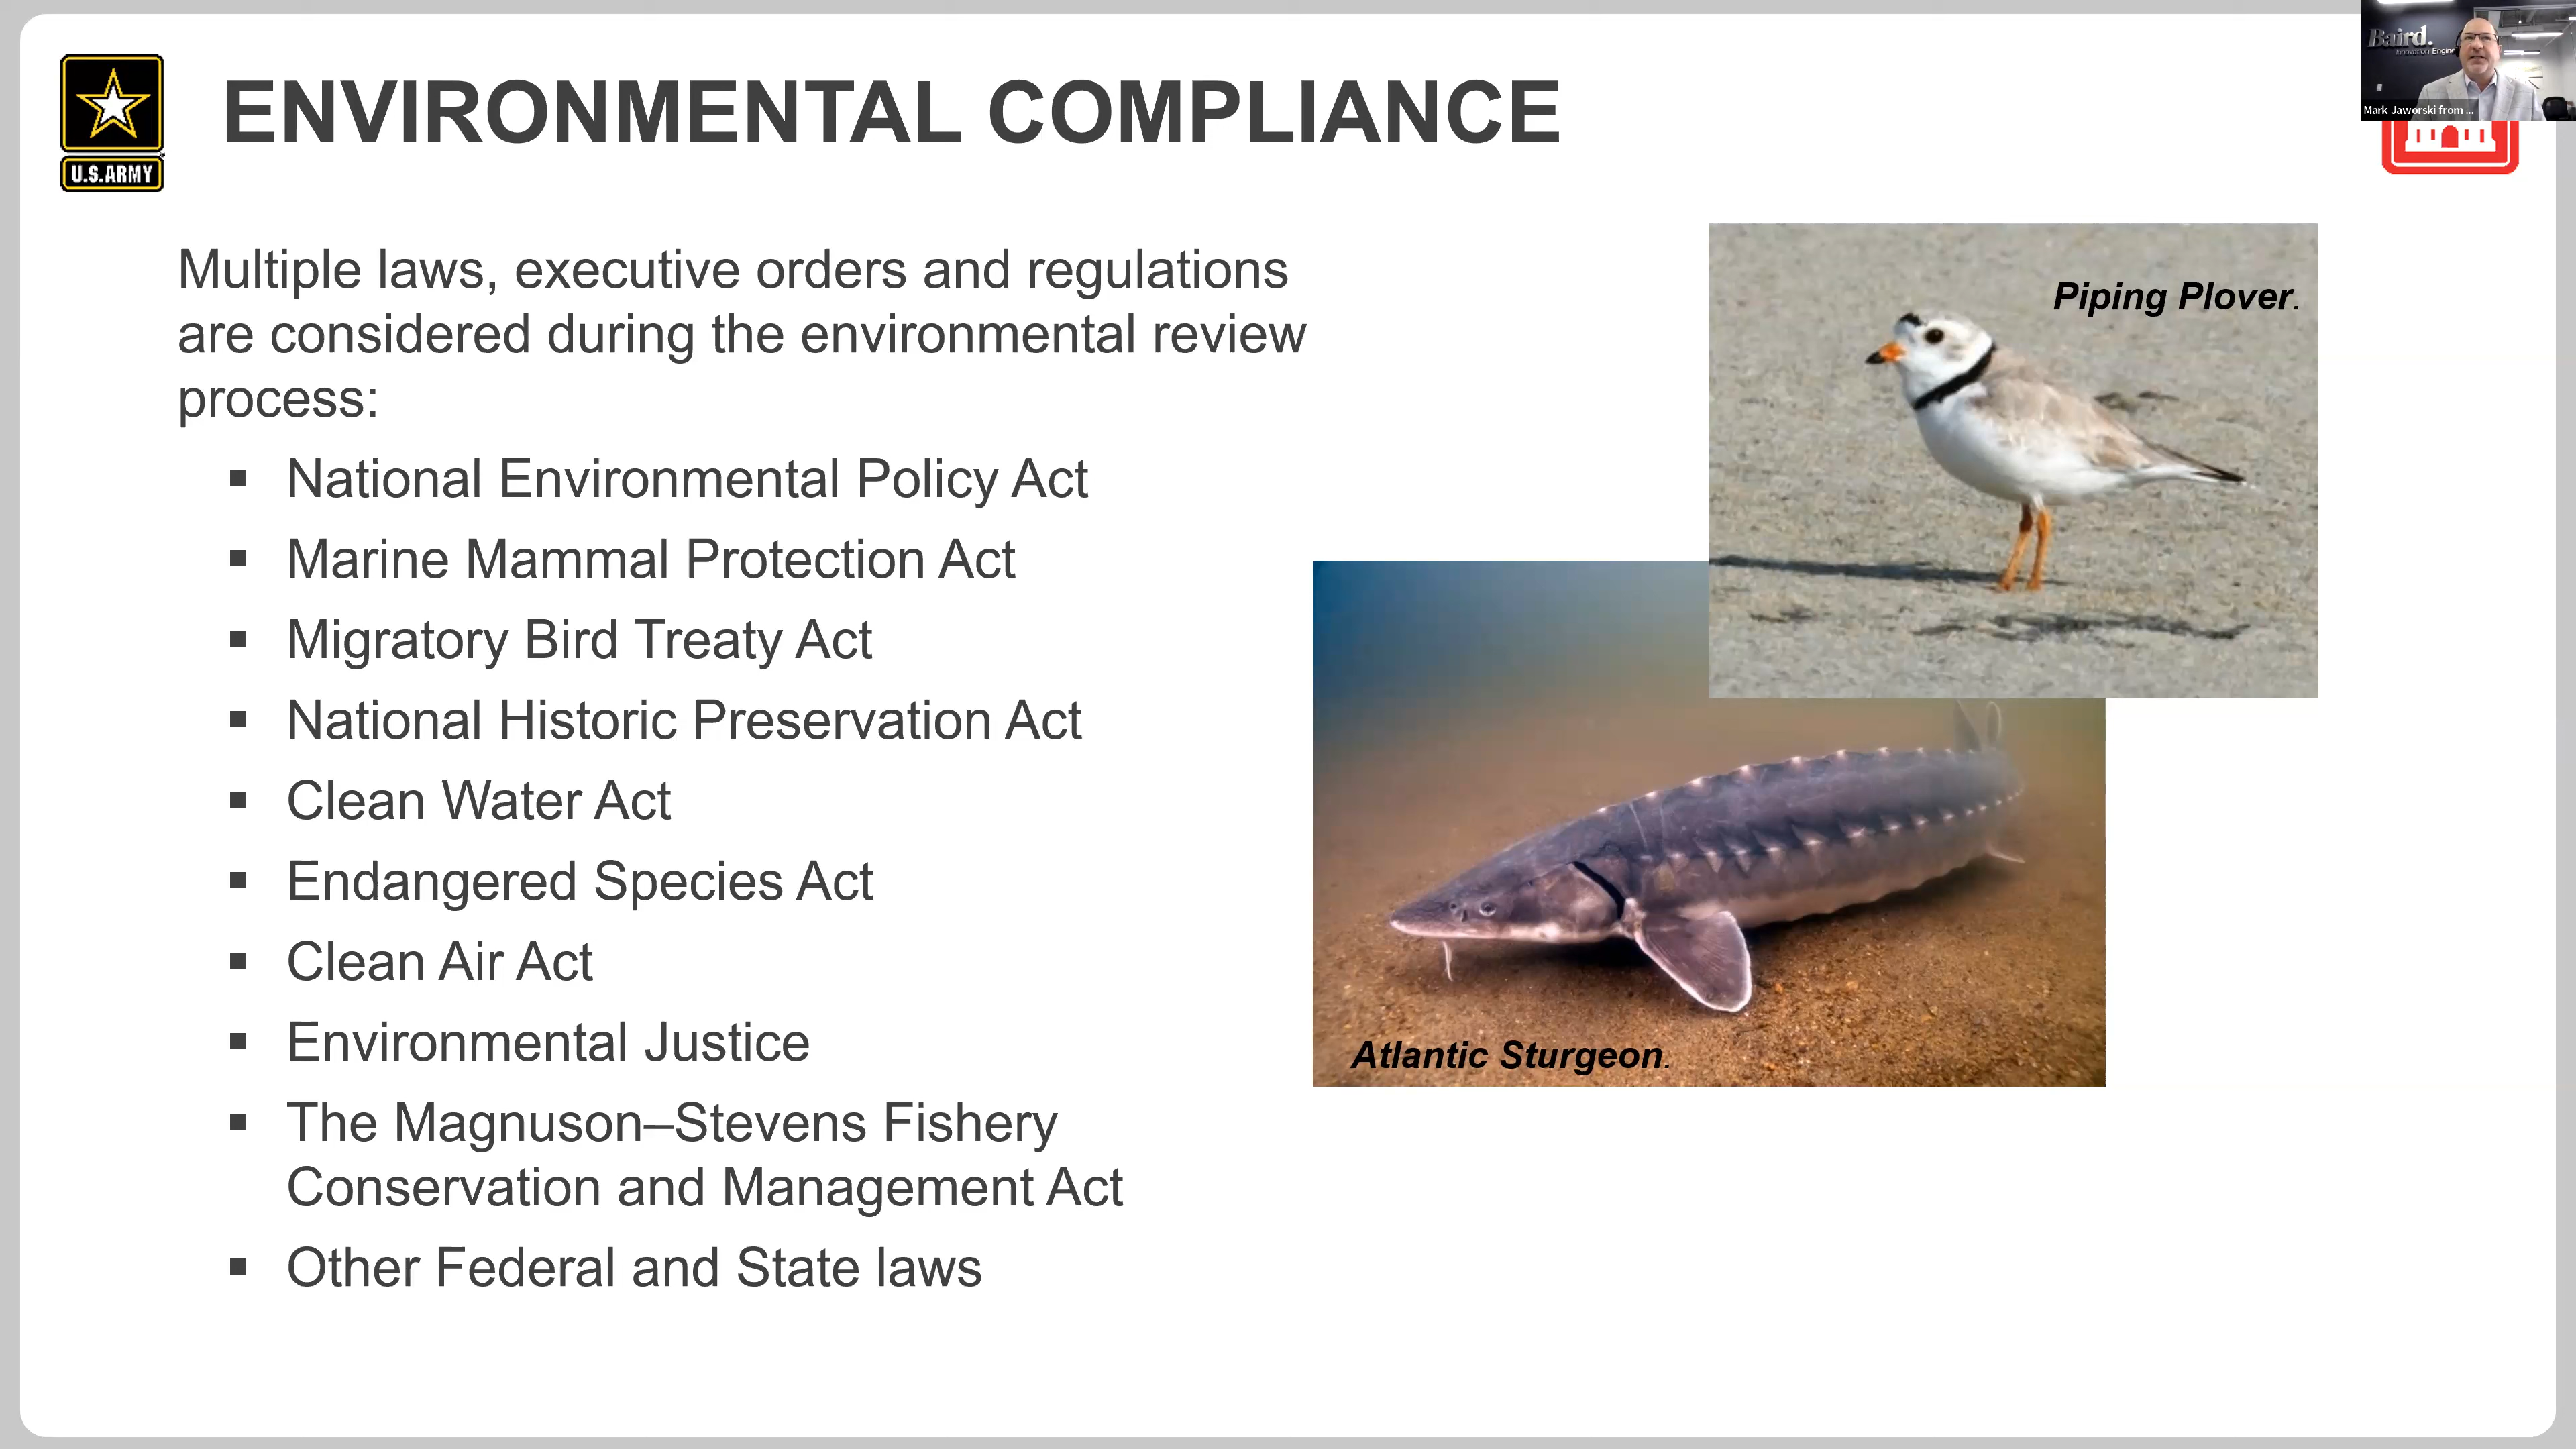 Baird.
Innovation
Mark Jaworski from ...
ENVIRONMENTAL COMPLIANCE
U.S.ARMY
Multiple laws, executive orders and regulations
are considered during the environmental review
process:
▪ National Environmental Policy Act
▪ Marine Mammal Protection Act
▪ Migratory Bird Treaty Act
▪ National Historic Preservation Act
▪ Clean Water Act
▪ Endangered Species Act
▪ Clean Air Act
▪ Environmental Justice
▪ The Magnuson–Stevens Fishery
Conservation and Management Act
▪ Other Federal and State laws
Piping Plover.
Atlantic Sturgeon.